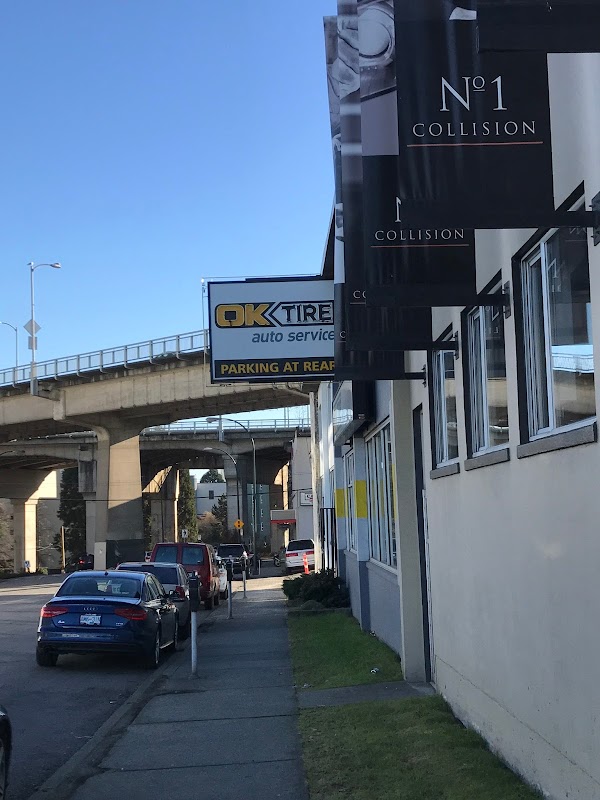 Nº1
COLLISION
COLLISION
OK TIRE
auto service
PARKING AT REAR